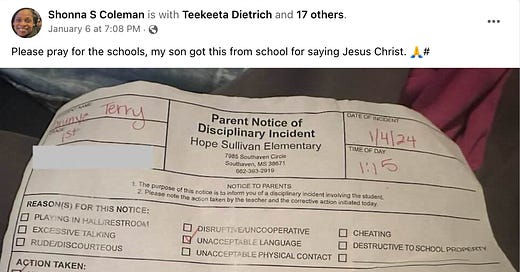 Shonna S Coleman is with Teekeeta Dietrich and 17 others.
January 6 at 7:08 PM ·
Please pray for the schools, my son got this from school for saying Jesus Christ. 🙏#
Terry
1st
Parent Notice of
Disciplinary Incident
Hope Sullivan Elementary
7985 Southaven Circle
Southaven, MS 38671
662-393-2919
DATE OF INCIDENT
1/4/24
TIME OF DAY
1:15
NOTICE TO PARENTS
1. The purpose of this notice is to inform you of a disciplinary incident involving the student.
2. Please note the action taken by the teacher and the corrective action initiated today.
REASON(S) FOR THIS NOTICE:
PLAYING IN HALL/RESTROOM
EXCESSIVE TALKING
RUDE/DISCOURTEOUS
DISRUPTIVE/UNCOOPERATIVE
UNACCEPTABLE LANGUAGE
UNACCEPTABLE PHYSICAL CONTACT
CHEATING
DESTRUCTIVE TO SCHOOL PROPERTY
ACTION TAKEN: